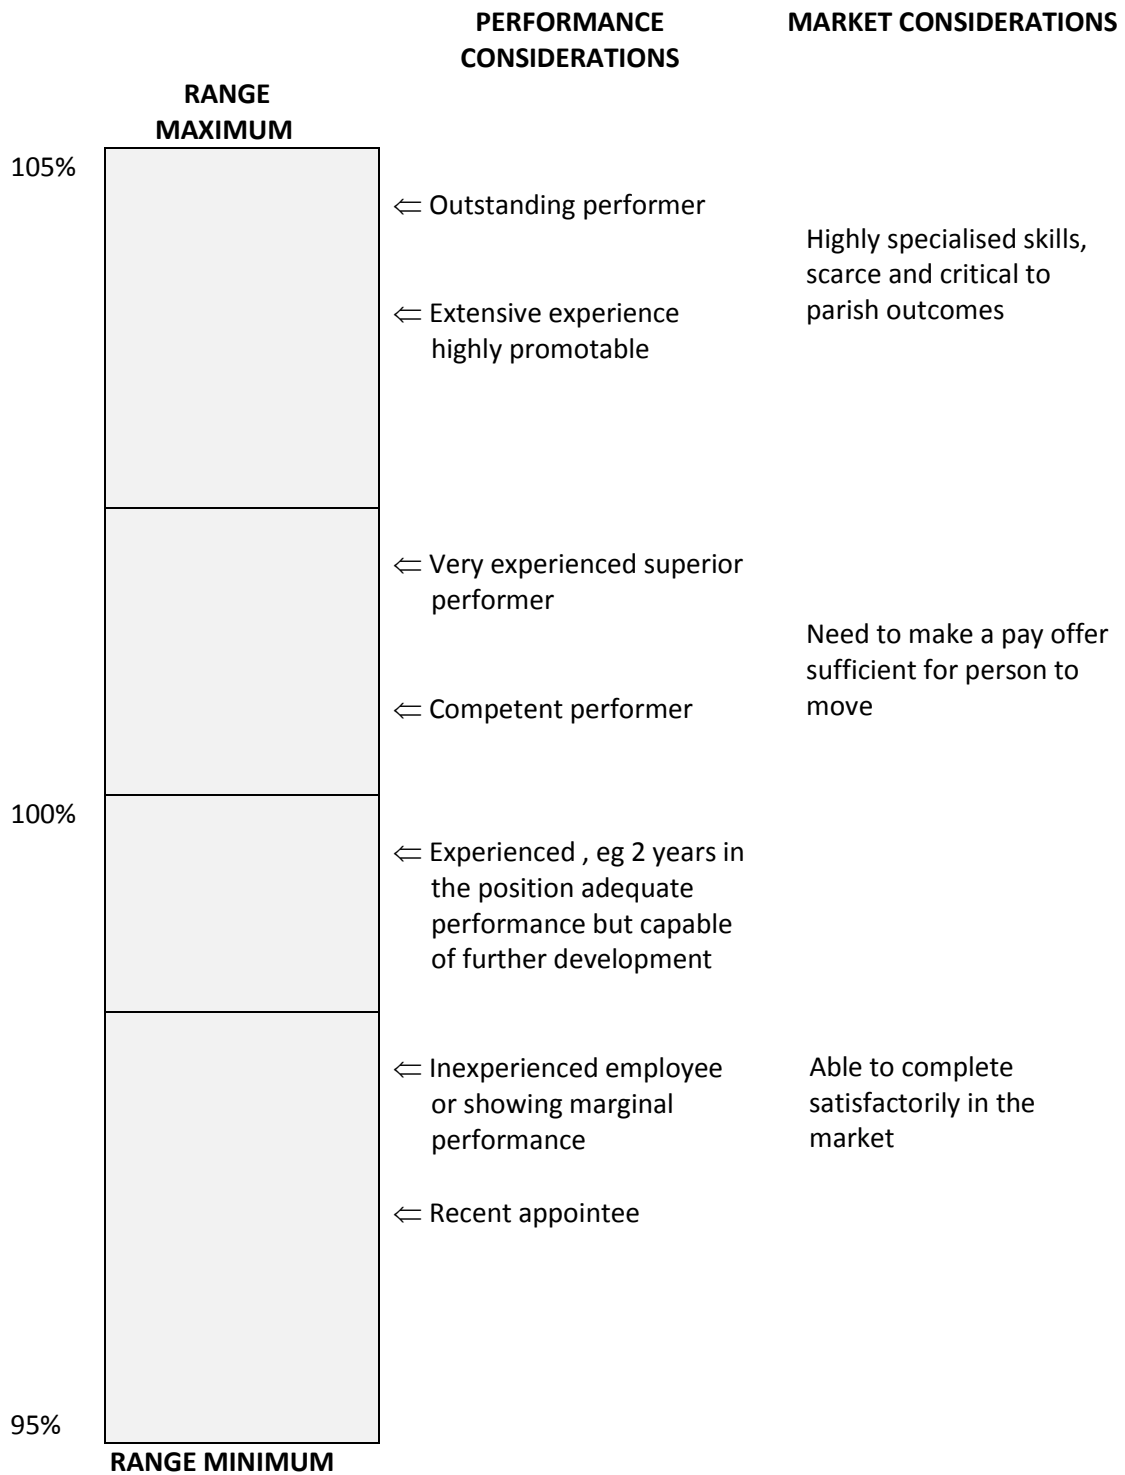 PERFORMANCE
CONSIDERATIONS
MARKET CONSIDERATIONS
RANGE
MAXIMUM
105%
⇐ Outstanding performer
Highly specialised skills,
scarce and critical to
parish outcomes
⇐ Extensive experience
highly promotable
⇐ Very experienced superior
performer
Need to make a pay offer
sufficient for person to
move
⇐ Competent performer
100%
⇐ Experienced , eg 2 years in
the position adequate
performance but capable
of further development
⇐ Inexperienced employee
or showing marginal
performance
Able to complete
satisfactorily in the
market
⇐ Recent appointee
95%
RANGE MINIMUM